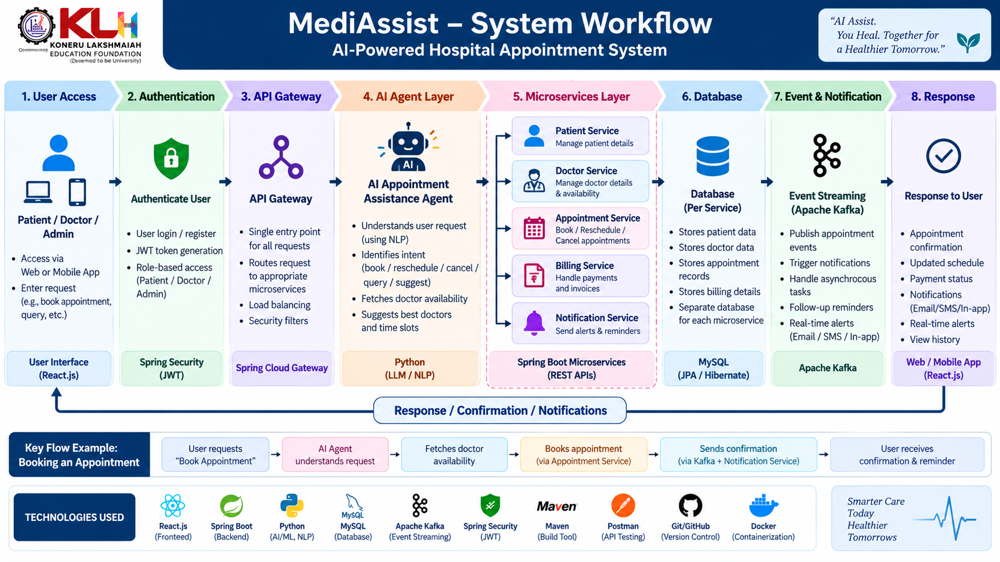 KLH
KONERU LAKSHMAIAH
EDUCATION FOUNDATION
(Deemed to be University)
MediAssist – System Workflow
AI-Powered Hospital Appointment System
“AI Assist.
You Heal. Together for
a Healthier Tomorrow.”
1. User Access
Patient / Doctor /
Admin
• Access via
Web or Mobile App
• Enter request
(e.g., book appointment,
query, etc.)
User Interface
(React.js)
2. Authentication
Authenticate User
• User login / register
• JWT token generation
• Role-based access
(Patient / Doctor /
Admin)
Spring Security
(JWT)
3. API Gateway
API Gateway
• Single entry point
for all requests
• Routes request
to appropriate
microservices
• Load balancing
• Security filters
Spring Cloud Gateway
4. AI Agent Layer
AI
AI Appointment
Assistance Agent
• Understands user request
(using NLP)
• Identifies intent
(book / reschedule / cancel /
query / suggest)
• Fetches doctor availability
• Suggests best doctors
and time slots
Python
(LLM / NLP)
5. Microservices Layer
Patient Service
Manage patient details
Doctor Service
Manage doctor details
& availability
Appointment Service
Book / Reschedule /
Cancel appointments
₹
Billing Service
Handle payments
and invoices
Notification Service
Send alerts & reminders
Spring Boot Microservices
(REST APIs)
6. Database
Database
(Per Service)
• Stores patient data
• Stores doctor data
• Stores appointment
records
• Stores billing details
• Separate database
for each microservice
MySQL
(JPA / Hibernate)
7. Event & Notification
Event Streaming
(Apache Kafka)
• Publish appointment
events
• Trigger notifications
• Handle asynchrocous
tasks
• Follow-up reminders
• Real-time alerts
(Email / SMS / In-app)
Apache Kafka
8. Response
Response to User
• Appointment
confirmation
• Updated schedule
• Payment status
• Notifications
(Email/SMS/In-app)
• Real-time alerts
• View history
Web / Mobile App
(React.js)
Response / Confirmation / Notifications
Key Flow Example:
Booking an Appointment
User requests
“Book Appointment”
AI Agent
understands request
Fetches doctor
availability
Books appointment
(via Appointment Service)
Sends confirmation
(via Kafka + Notification Service)
User receives
confirmation & reminder
TECHNOLOGIES USED
React.js
(Fronteed)
Spring Boot
(Backend)
Python
(AI/ML, NLP)
MySQL
MySQL
(Database)
Apache Kafka
(Event Streaming)
Spring Security
(JWT)
Maven
Maven
(Build Tool)
Postman
(API Testing)
Git/GitHub
(Version Control)
Docker
(Containerization)
Smarter Care
Today
Healthier
Tomorrows